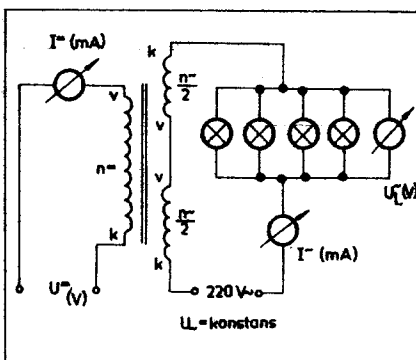 I⁼ (mA)
k
v
n~/2
v
n⁼
U~L (V)
v
n~/2
k
k
I~ (mA)
U⁼ (V)
220 V~
UL = konstans